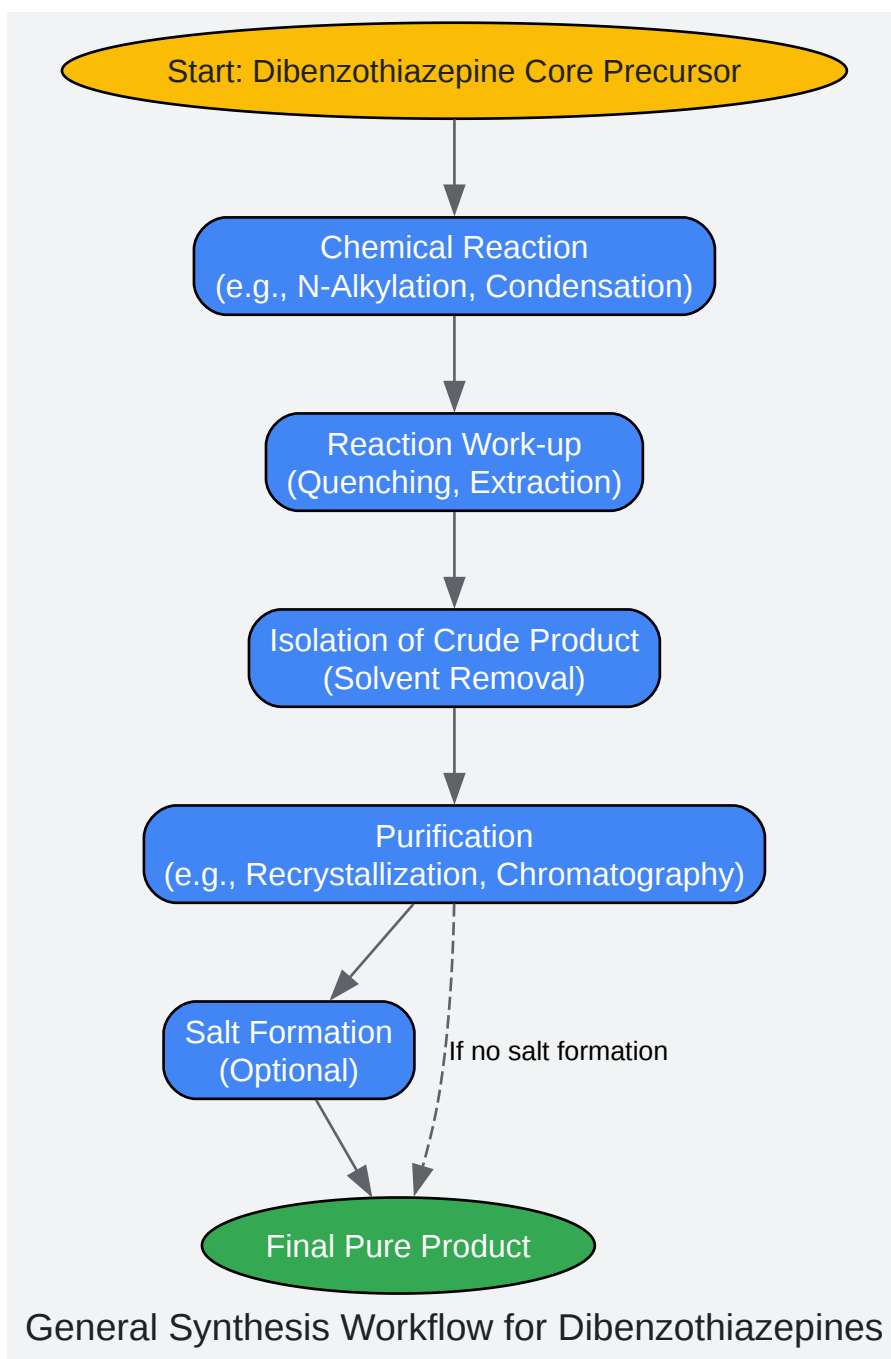 Start: Dibenzothiazepine Core Precursor
Chemical Reaction
(e.g., N-Alkylation, Condensation)
Reaction Work-up
(Quenching, Extraction)
Isolation of Crude Product
(Solvent Removal)
Purification
(e.g., Recrystallization, Chromatography)
Salt Formation
(Optional)
If no salt formation
Final Pure Product
General Synthesis Workflow for Dibenzothiazepines